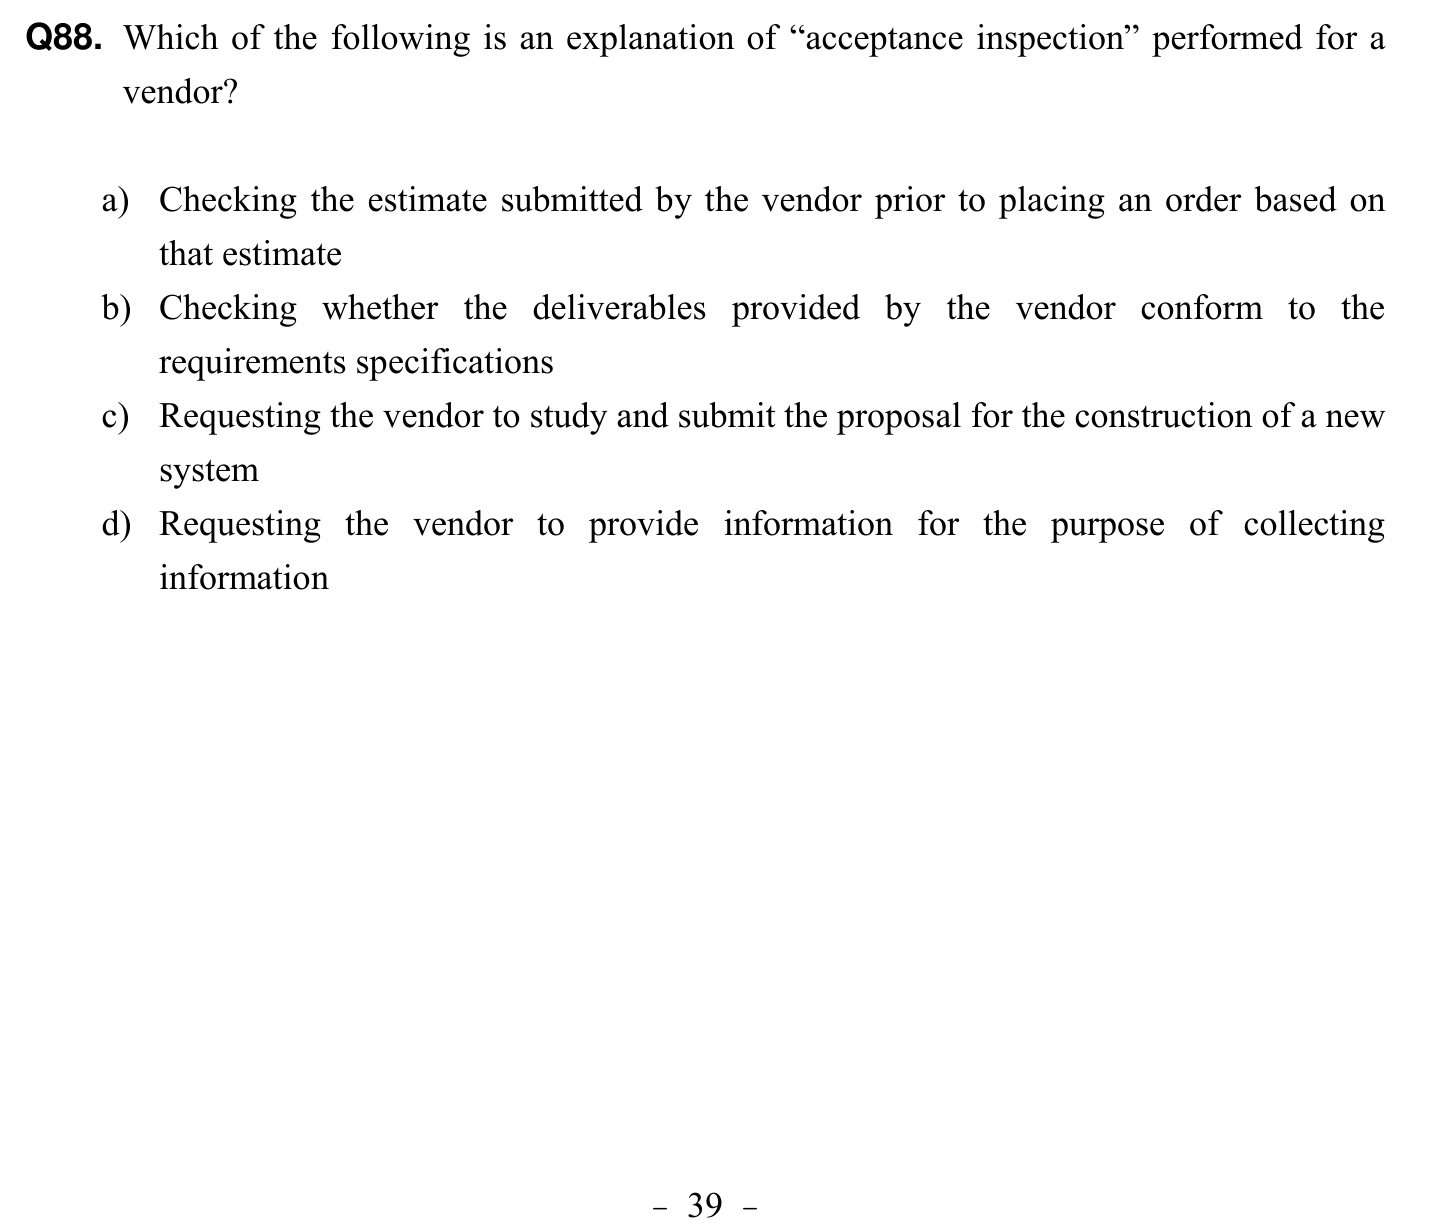 Q88. Which of the following is an explanation of “acceptance inspection” performed for a
vendor?
a) Checking the estimate submitted by the vendor prior to placing an order based on
that estimate
b) Checking whether the deliverables provided by the vendor conform to the
requirements specifications
c) Requesting the vendor to study and submit the proposal for the construction of a new
system
d) Requesting the vendor to provide information for the purpose of collecting
information
– 39 –